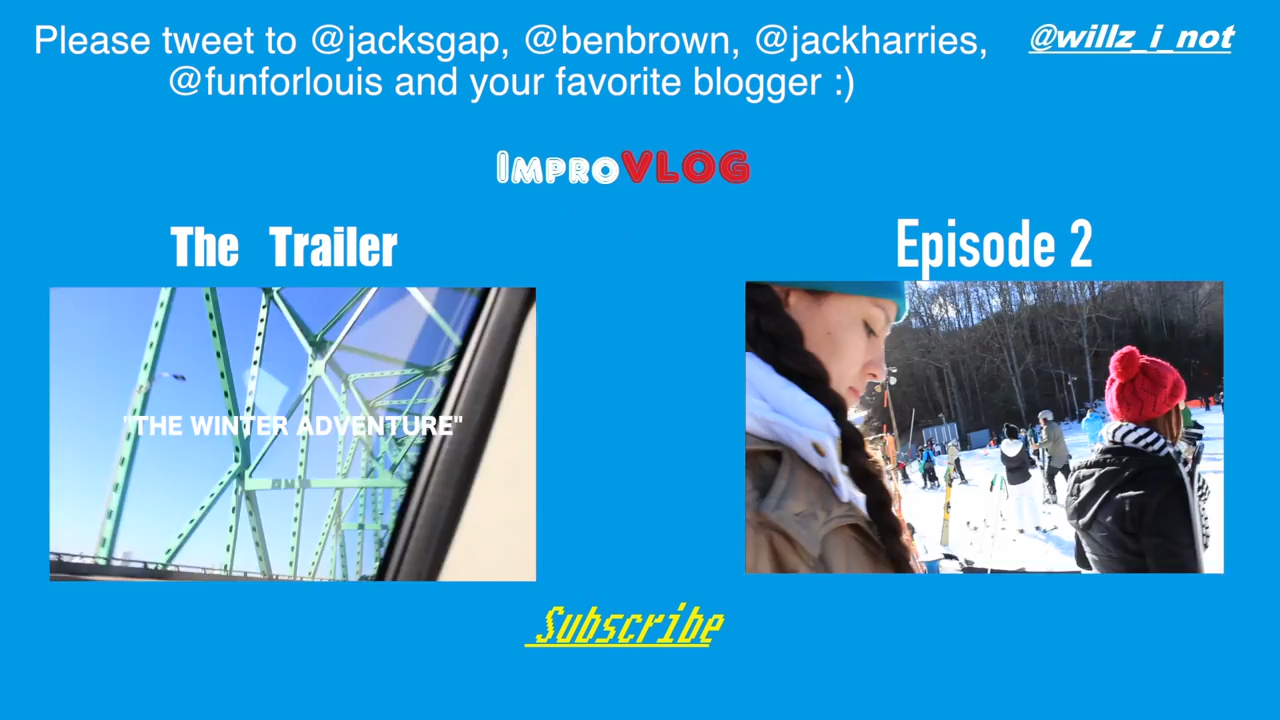 Please tweet to @jacksgap, @benbrown, @jackharries,
@funforlouis and your favorite blogger :)
@willz_i_not
ImproVLOG
The Trailer
Episode 2
"THE WINTER ADVENTURE"
Subscribe